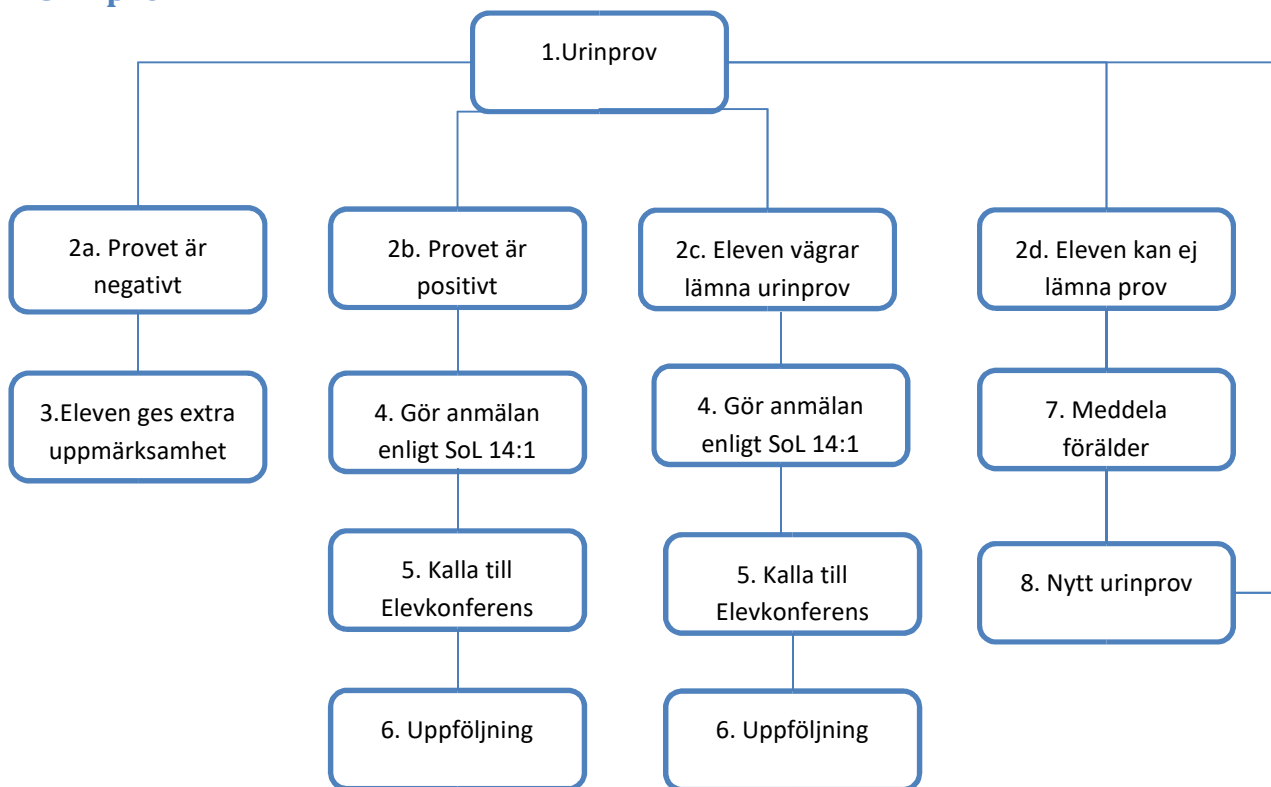 1.Urinprov
2a. Provet är
negativt
2b. Provet är
positivt
2c. Eleven vägrar
lämna urinprov
2d. Eleven kan ej
lämna prov
3.Eleven ges extra
uppmärksamhet
4. Gör anmälan
enligt SoL 14:1
4. Gör anmälan
enligt SoL 14:1
7. Meddela
förälder
5. Kalla till
Elevkonferens
5. Kalla till
Elevkonferens
8. Nytt urinprov
6. Uppföljning
6. Uppföljning